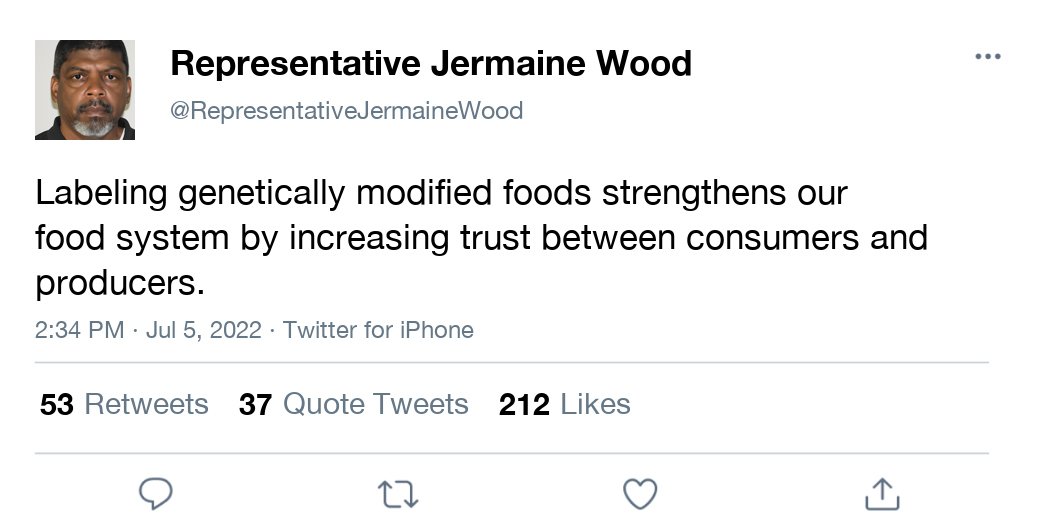 Representative Jermaine Wood
@RepresentativeJermaineWood
Labeling genetically modified foods strengthens our
food system by increasing trust between consumers and
producers.
2:34 PM · Jul 5, 2022 · Twitter for iPhone
53 Retweets 37 Quote Tweets 212 Likes